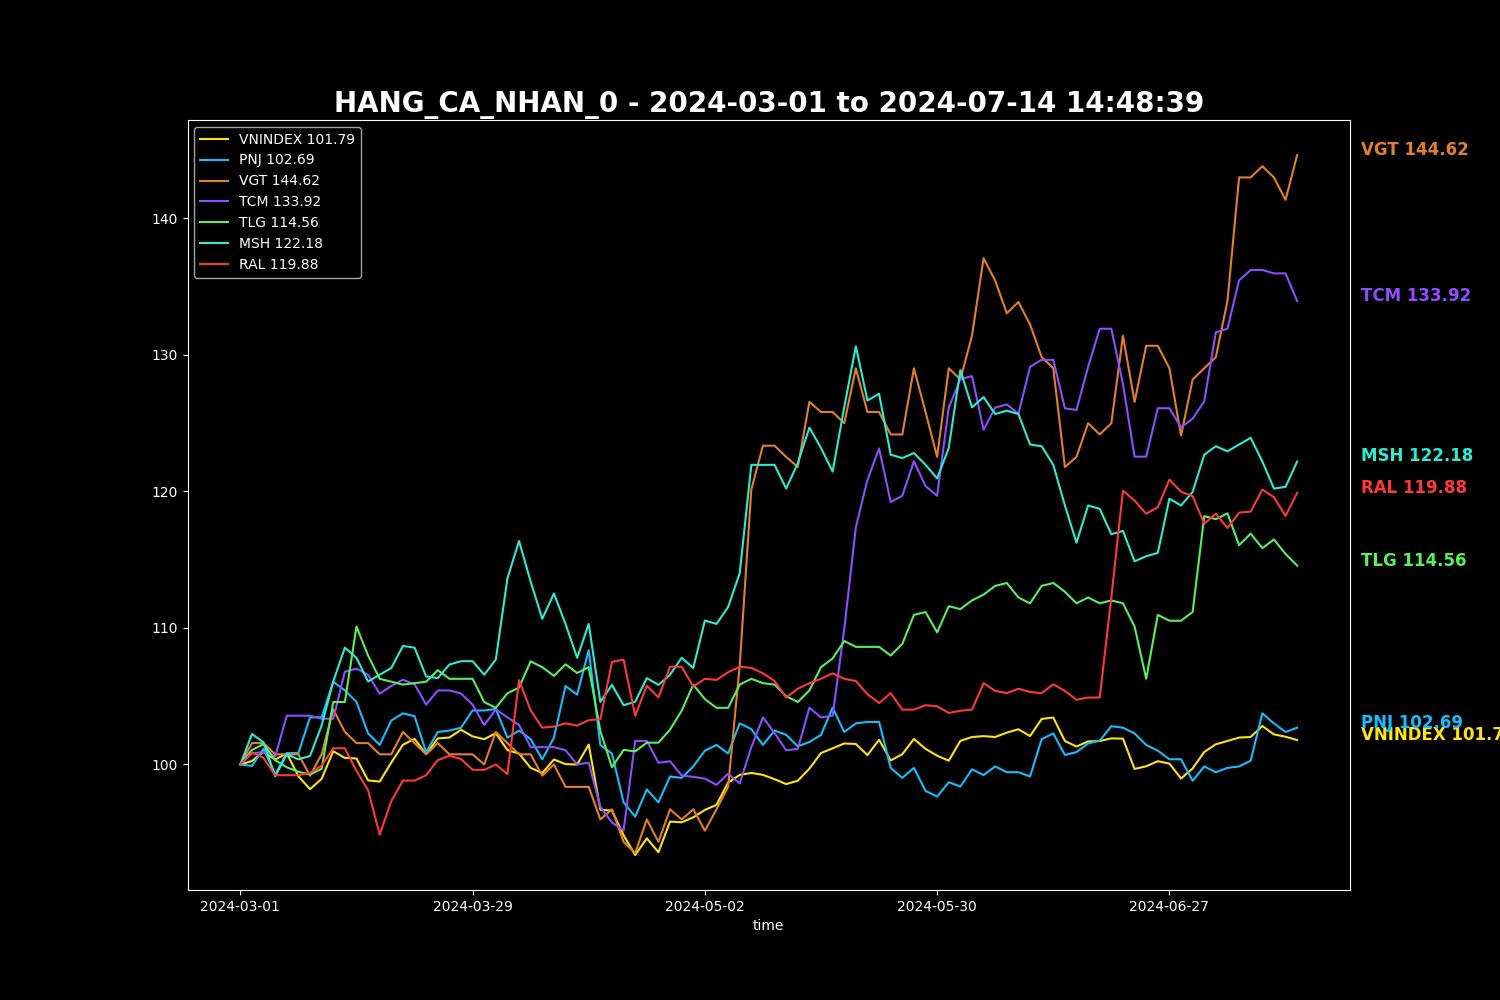 HANG_CA_NHAN_0 - 2024-03-01 to 2024-07-14 14:48:39
VNINDEX 101.79
PNJ 102.69
VGT 144.62
TCM 133.92
TLG 114.56
MSH 122.18
RAL 119.88
140
130
120
110
100
VGT 144.62
TCM 133.92
MSH 122.18
RAL 119.88
TLG 114.56
PNJ 102.69
VNINDEX 101.7
2024-03-01
2024-03-29
2024-05-02
2024-05-30
2024-06-27
time